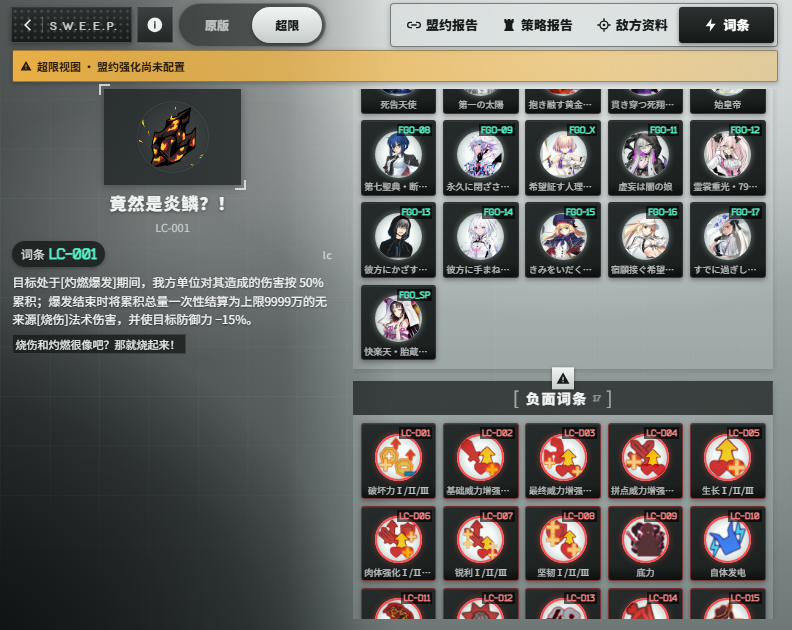 S.W.E.E.P.
原版
超限
盟约报告
策略报告
敌方资料
词条
超限视图 · 盟约强化尚未配置
竟然是炎鳞？！
LC-001
词条 LC-001
lc
目标处于[灼燃爆发]期间，我方单位对其造成的伤害按 50%
累积；爆发结束时将累积总量一次性结算为上限9999万的无
来源[烧伤]法术伤害，并使目标防御力 −15%。
烧伤和灼燃很像吧？那就烧起来！
死告天使
第一の太陽
抱き融す黄金…
貫き穿つ死翔…
始皇帝
FGO-08
FGO-09
FGO_X
FGO-11
FGO-12
第七聖典・断…
永久に閉ざさ…
希望証す人理…
虚妄は闇の娘
霊裳重光・79…
FGO-13
FGO-14
FGO-15
FGO-16
FGO-17
彼方にかざす…
彼方に手まね…
きみをいだく…
宿願接ぐ希望…
すでに過ぎし…
FGO_SP
快楽天・胎蔵…
[ 负面词条 17 ]
LC-D01
LC-D02
LC-D03
LC-D04
LC-D05
破坏力Ⅰ/Ⅱ/Ⅲ
基础威力增强…
最终威力增强…
拼点威力增强…
生长Ⅰ/Ⅱ/Ⅲ
LC-D06
LC-D07
LC-D08
LC-D09
LC-D10
肉体强化Ⅰ/Ⅱ…
锐利Ⅰ/Ⅱ/Ⅲ
坚韧Ⅰ/Ⅱ/Ⅲ
底力
自体发电
LC-D11
LC-D12
LC-D13
LC-D14
LC-D15